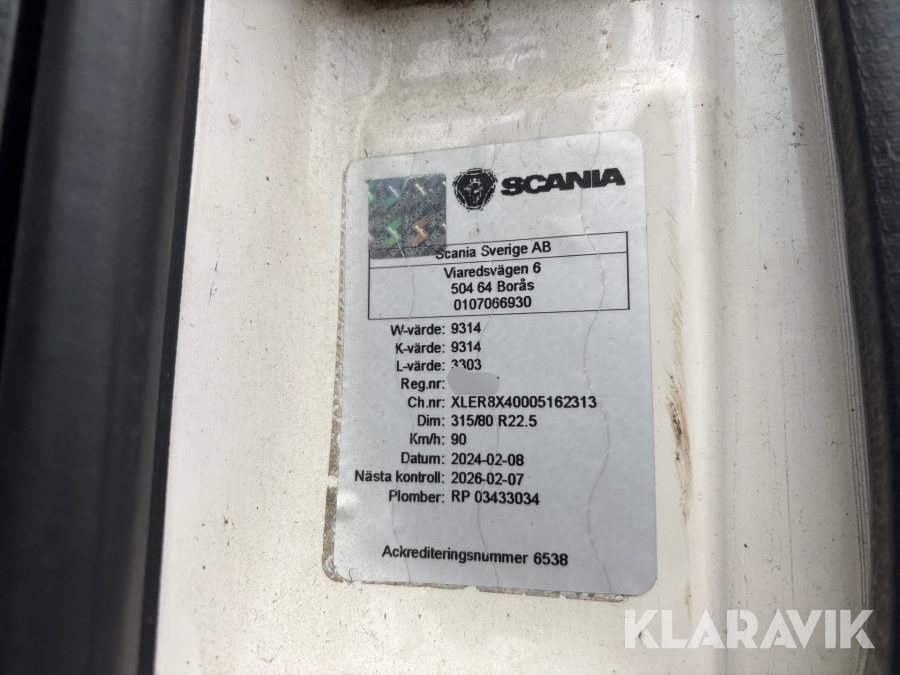 SCANIA
Scania Sverige AB
Viaredsvägen 6
504 64 Borås
0107066930
W-värde: 9314
K-värde: 9314
L-värde: 3303
Reg.nr:
Ch.nr: XLER8X40005162313
Dim: 315/80 R22.5
Km/h: 90
Datum: 2024-02-08
Nästa kontroll: 2026-02-07
Plomber: RP 03433034
Ackrediteringsnummer 6538
KLARAVIK